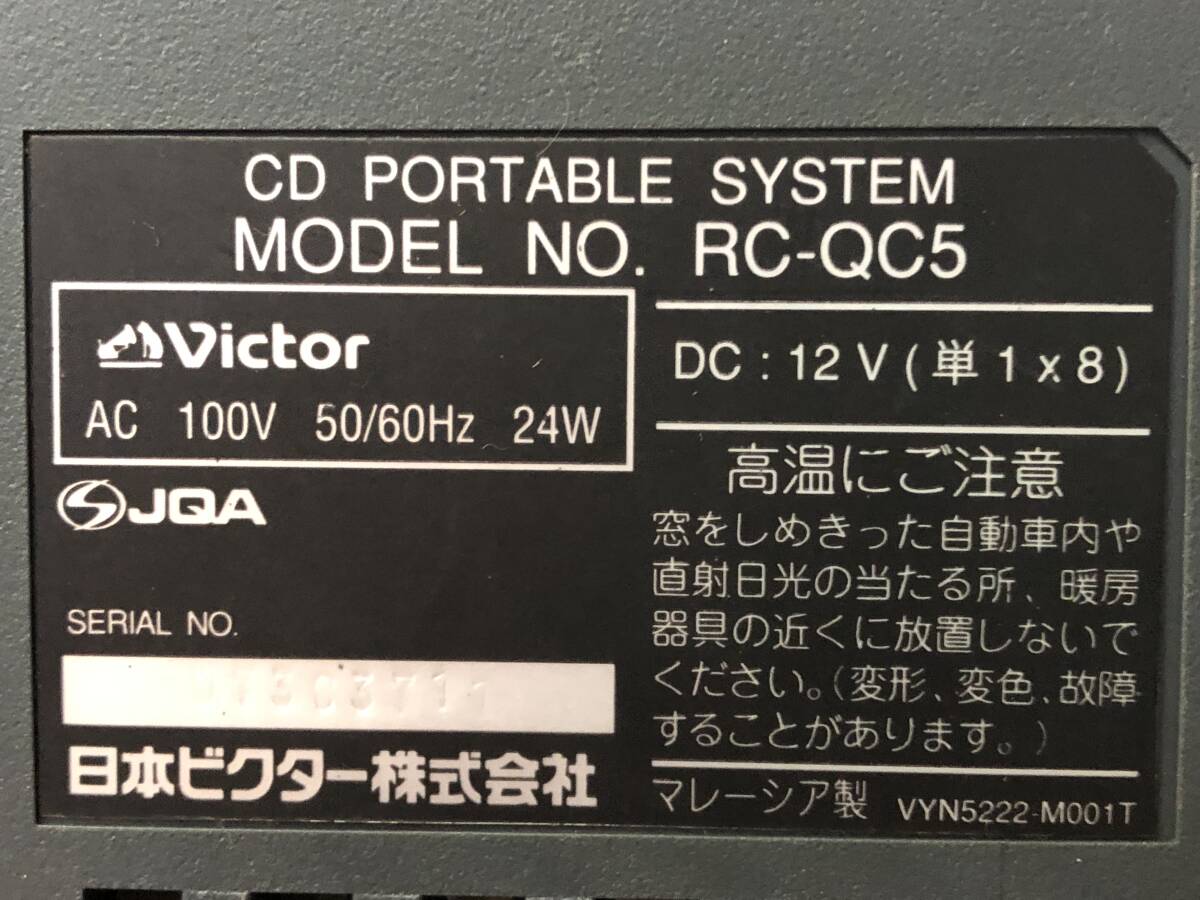 CD PORTABLE SYSTEM
MODEL NO. RC-QC5
Victor
AC 100V 50/60Hz 24W
JQA
SERIAL NO.
日本ビクター株式会社
DC : 12 V ( 単 1 x 8 )
高温にご注意
窓をしめきった自動車内や
直射日光の当たる所、暖房
器具の近くに放置しないで
ください。(変形、変色、故障
することがあります。)
マレーシア製 VYN5222-M001T